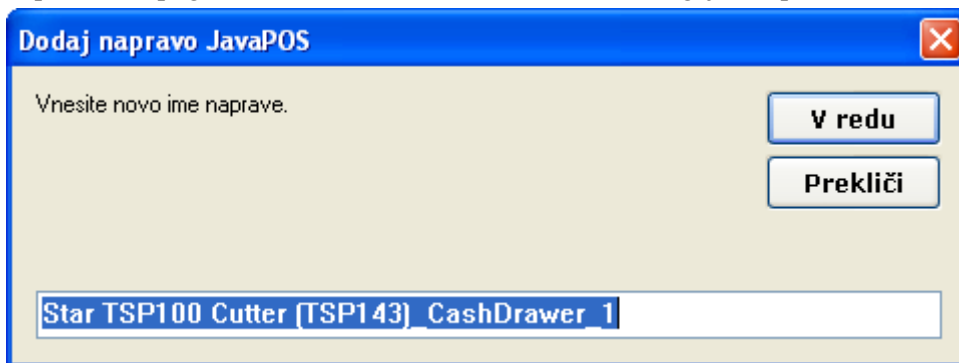 Dodaj napravo JavaPOS
Vnesite novo ime naprave.
V redu
Prekliči
Star TSP100 Cutter (TSP143)_CashDrawer_1